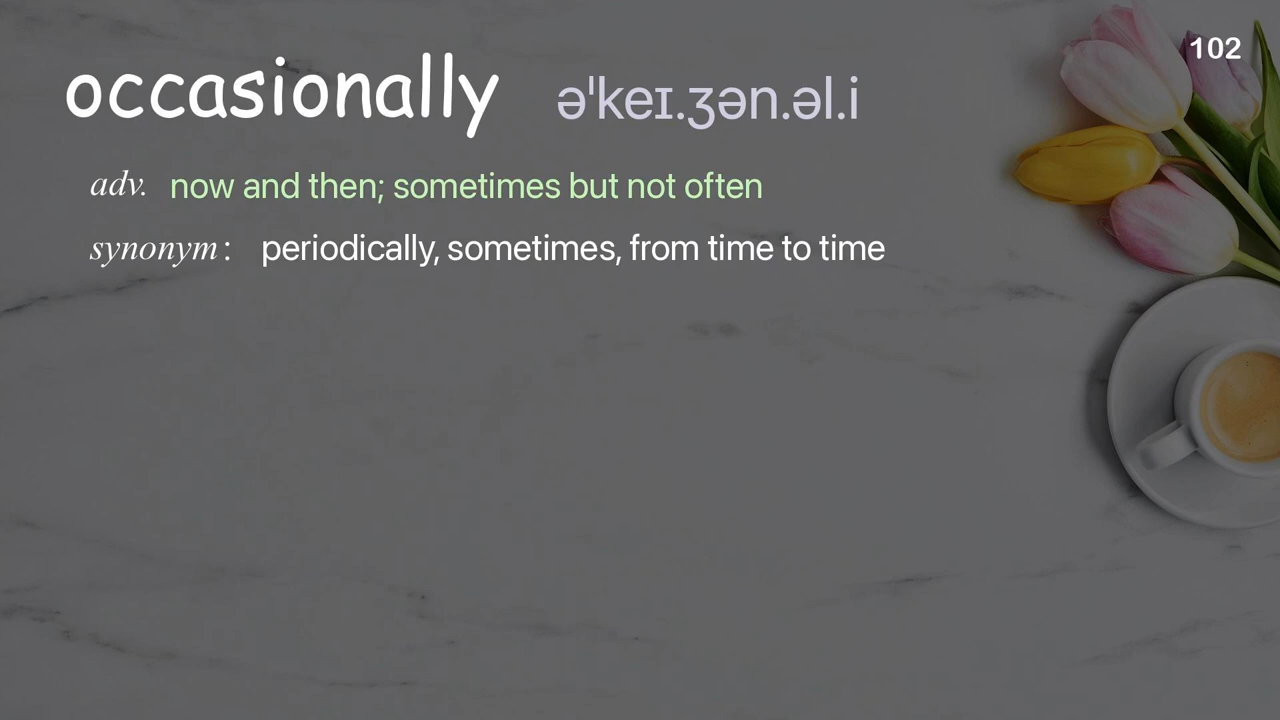 102
occasionally əˈkeɪ.ʒən.əl.i
adv. now and then; sometimes but not often
synonym: periodically, sometimes, from time to time